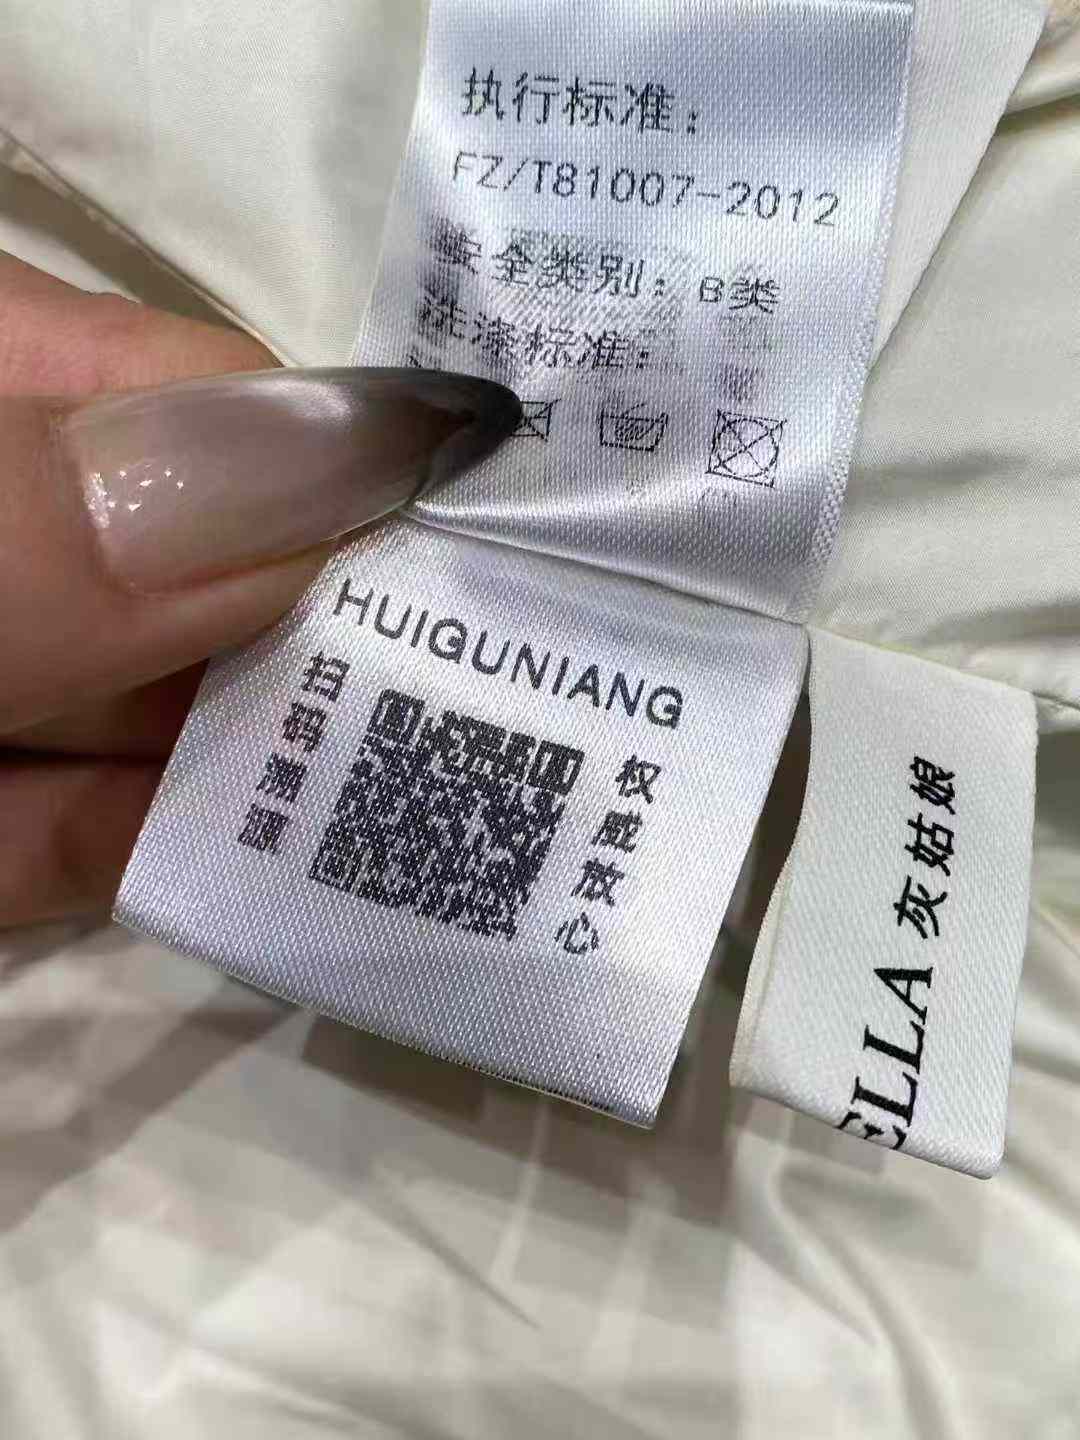 执行标准：
FZ/T81007-2012
安全类别：B类
洗涤标准：
HUIGUNIANG
扫码溯源
权威放心
ELLA 灰姑娘